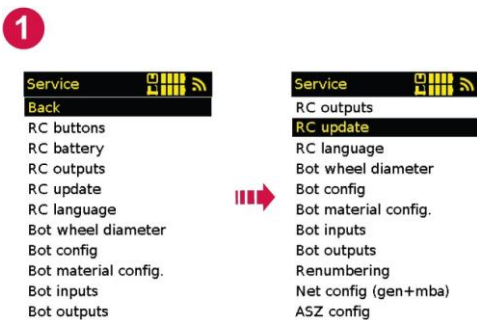 1
Service
Back
RC buttons
RC battery
RC outputs
RC update
RC language
Bot wheel diameter
Bot config
Bot material config.
Bot inputs
Bot outputs
Service
RC outputs
RC update
RC language
Bot wheel diameter
Bot config
Bot material config.
Bot inputs
Bot outputs
Renumbering
Net config (gen+mba)
ASZ config